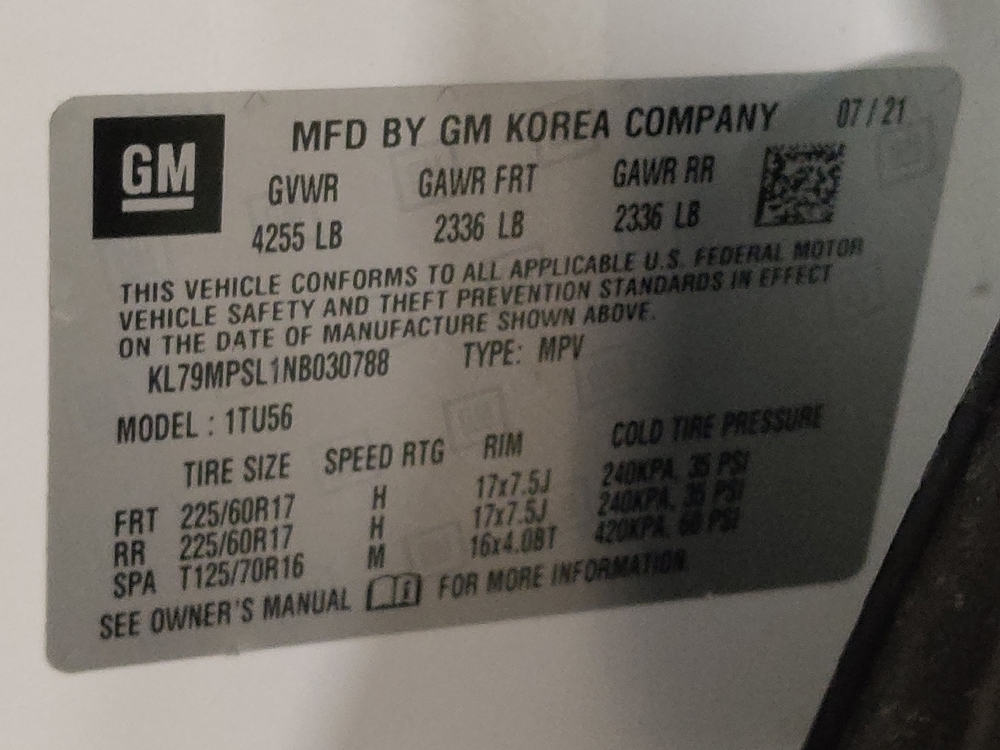 GM
MFD BY GM KOREA COMPANY 07/21
GVWR GAWR FRT GAWR RR
4255 LB 2336 LB 2336 LB
THIS VEHICLE CONFORMS TO ALL APPLICABLE U.S. FEDERAL MOTOR
VEHICLE SAFETY AND THEFT PREVENTION STANDARDS IN EFFECT
ON THE DATE OF MANUFACTURE SHOWN ABOVE.
KL79MPSL1NB030788 TYPE: MPV
MODEL : 1TU56
TIRE SIZE SPEED RTG RIM COLD TIRE PRESSURE
FRT 225/60R17 H 17x7.5J 240KPA, 35 PSI
RR 225/60R17 H 17x7.5J 240KPA, 35 PSI
SPA T125/70R16 M 16x4.0BT 420KPA, 60 PSI
SEE OWNER'S MANUAL FOR MORE INFORMATION.